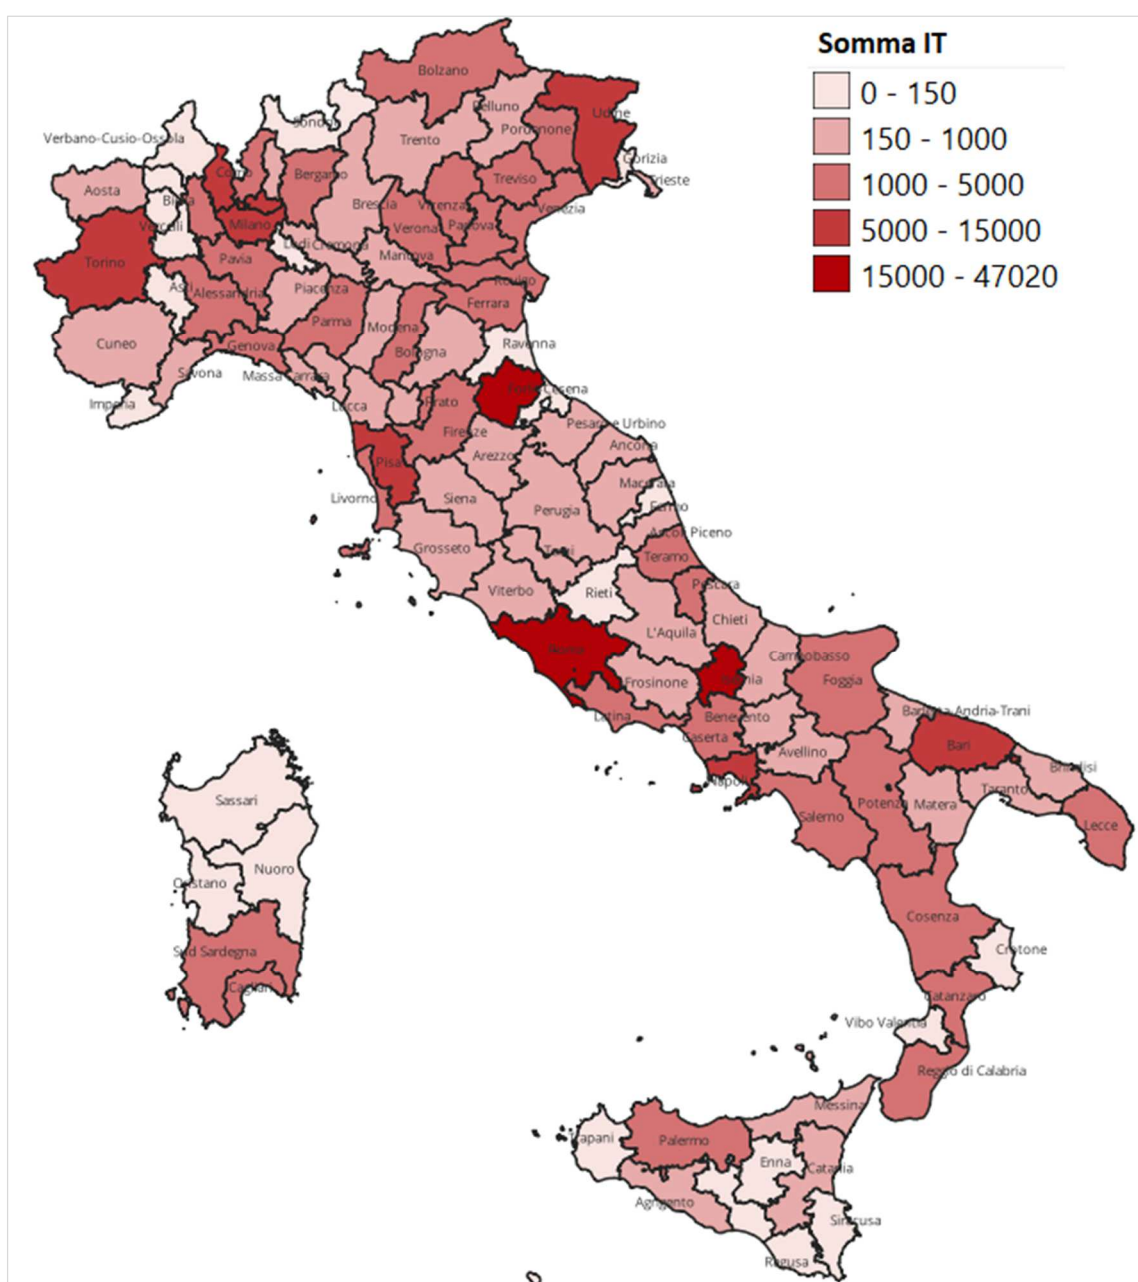 Somma IT
0 - 150
150 - 1000
1000 - 5000
5000 - 15000
15000 - 47020
Bolzano
Belluno
Udine
Sondrio
Pordenone
Verbano-Cusio-Ossola
Trento
Gorizia
Como
Bergamo
Treviso
Trieste
Aosta
Biella
Brescia
Vicenza
Venezia
Vercelli
Milano
Verona
Padova
Lodi
Cremona
Mantova
Torino
Pavia
Rovigo
Asti
Alessandria
Piacenza
Ferrara
Parma
Modena
Cuneo
Genova
Bologna
Ravenna
Savona
Massa Carrara
Forlì-Cesena
Imperia
Lucca
Prato
Pesaro e Urbino
Firenze
Ancona
Arezzo
Pisa
Macerata
Livorno
Siena
Perugia
Fermo
Ascoli Piceno
Grosseto
Terni
Teramo
Pescara
Viterbo
Rieti
Chieti
L'Aquila
Roma
Campobasso
Frosinone
Isernia
Foggia
Latina
Benevento
Barletta-Andria-Trani
Caserta
Bari
Avellino
Brindisi
Napoli
Taranto
Sassari
Potenza
Matera
Salerno
Lecce
Nuoro
Oristano
Cosenza
Sud Sardegna
Crotone
Cagliari
Catanzaro
Vibo Valentia
Reggio di Calabria
Messina
Trapani
Palermo
Enna
Catania
Agrigento
Siracusa
Ragusa